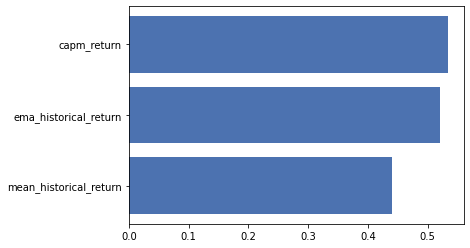 capm_return
ema_historical_return
mean_historical_return
0.0 0.1 0.2 0.3 0.4 0.5